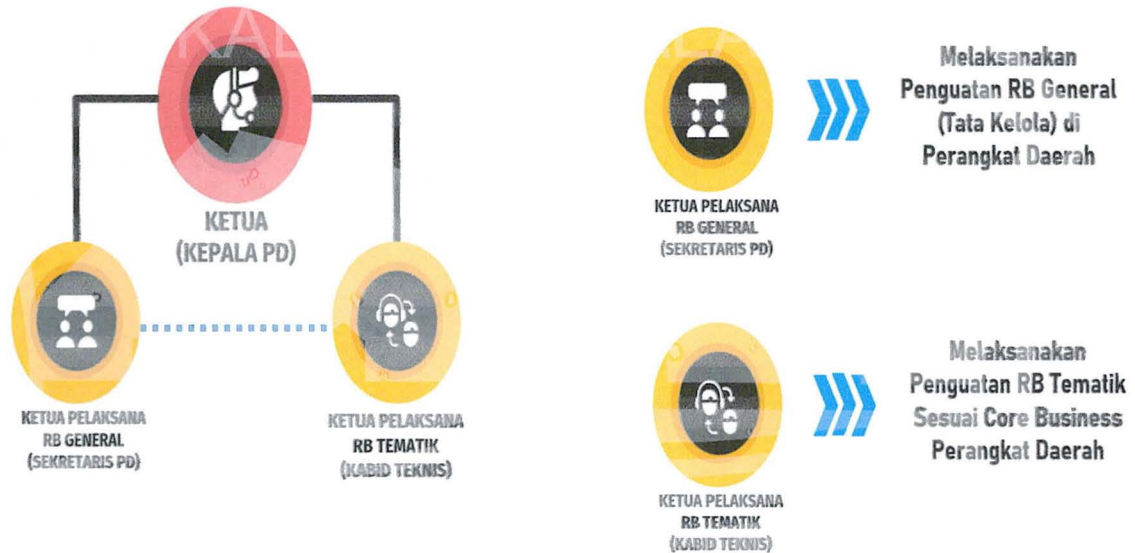 KETUA
(KEPALA PD)
KETUA PELAKSANA
RB GENERAL
(SEKRETARIS PD)
KETUA PELAKSANA
RB TEMATIK
(KABID TEKNIS)
KETUA PELAKSANA
RB GENERAL
(SEKRETARIS PD)
Melaksanakan
Penguatan RB General
(Tata Kelola) di
Perangkat Daerah
KETUA PELAKSANA
RB TEMATIK
(KABID TEKNIS)
Melaksanakan
Penguatan RB Tematik
Sesuai Core Business
Perangkat Daerah